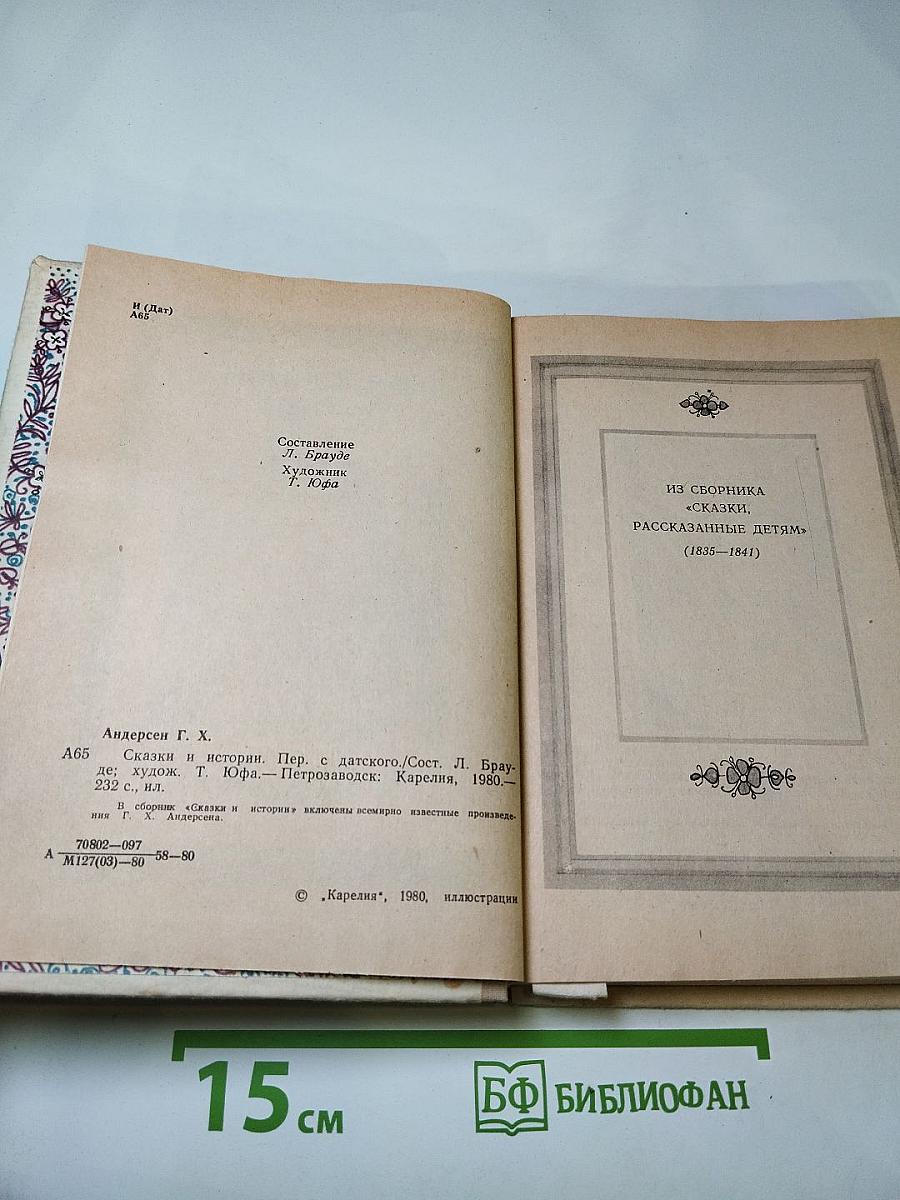 И (Дат)
А65
Составление
Л. Брауде
Художник
Т. Юфа
Андерсен Г. Х.
А65 Сказки и истории. Пер. с датского./Сост. Л. Брау-
де; худож. Т. Юфа.— Петрозаводск: Карелия, 1980.—
232 с., ил.
В сборник «Сказки и истории» включены всемирно известные произведе-
ния Г. Х. Андерсена.
70802—097
А 58—80
М127(03)—80
© „Карелия“, 1980, иллюстрации
ИЗ СБОРНИКА
«СКАЗКИ,
РАССКАЗАННЫЕ ДЕТЯМ»
(1835—1841)
15 см
БФ БИБЛИОФАН